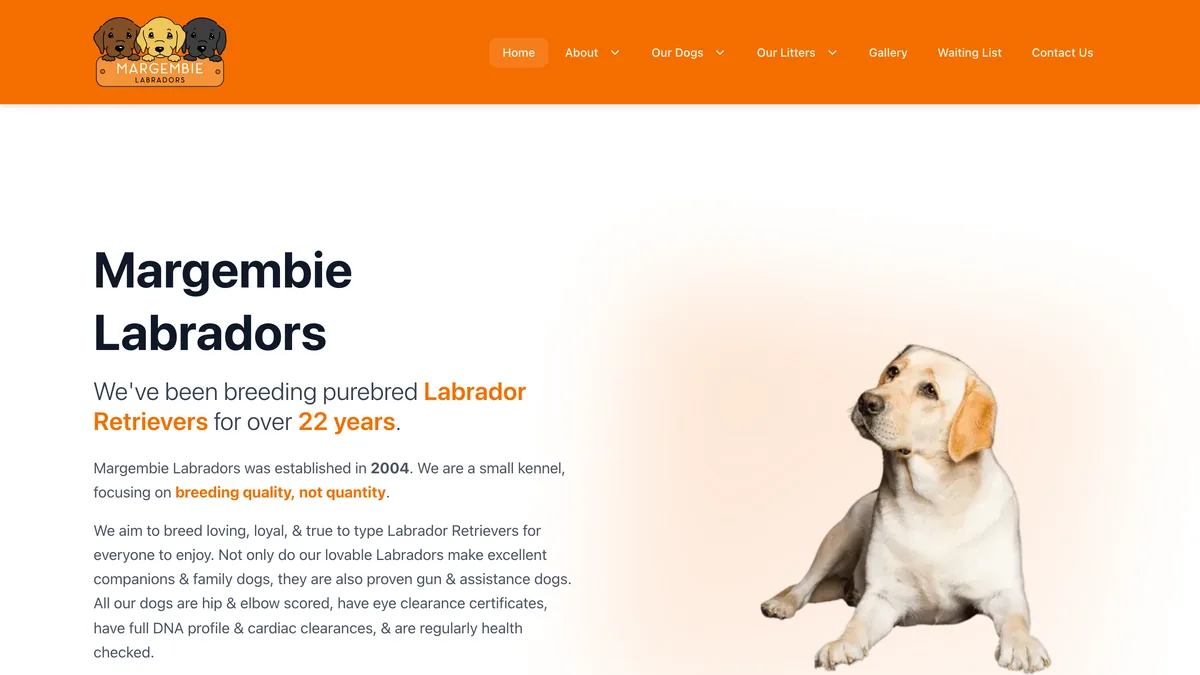 MARGEMBIE
LABRADORS
Home About Our Dogs Our Litters Gallery Waiting List Contact Us
Margembie
Labradors
We've been breeding purebred Labrador
Retrievers for over 22 years.
Margembie Labradors was established in 2004. We are a small kennel,
focusing on breeding quality, not quantity.
We aim to breed loving, loyal, & true to type Labrador Retrievers for
everyone to enjoy. Not only do our lovable Labradors make excellent
companions & family dogs, they are also proven gun & assistance dogs.
All our dogs are hip & elbow scored, have eye clearance certificates,
have full DNA profile & cardiac clearances, & are regularly health
checked.